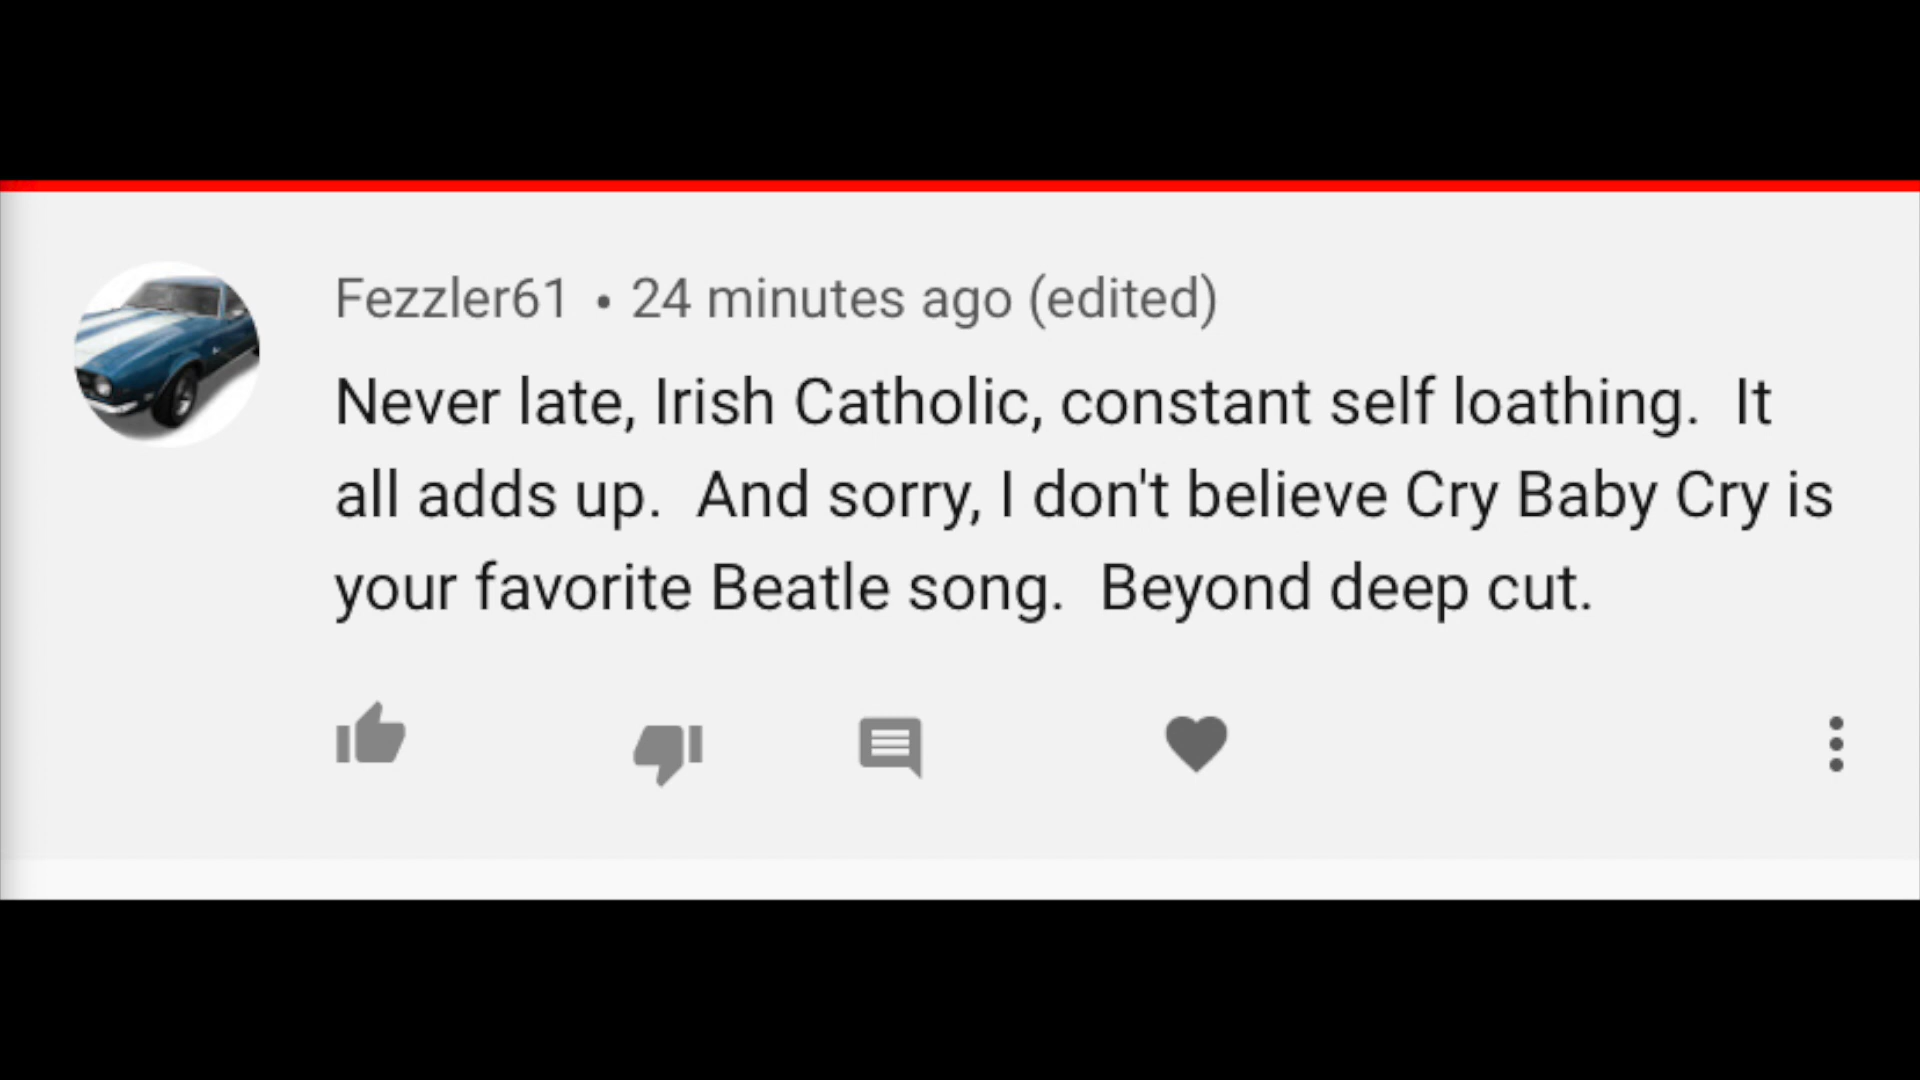 Fezzler61 • 24 minutes ago (edited)
Never late, Irish Catholic, constant self loathing.  It
all adds up.  And sorry, I don't believe Cry Baby Cry is
your favorite Beatle song.  Beyond deep cut.